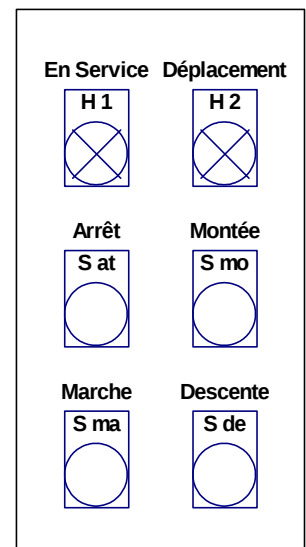 En Service Déplacement
H 1 H 2
Arrêt Montée
S at S mo
Marche Descente
S ma S de